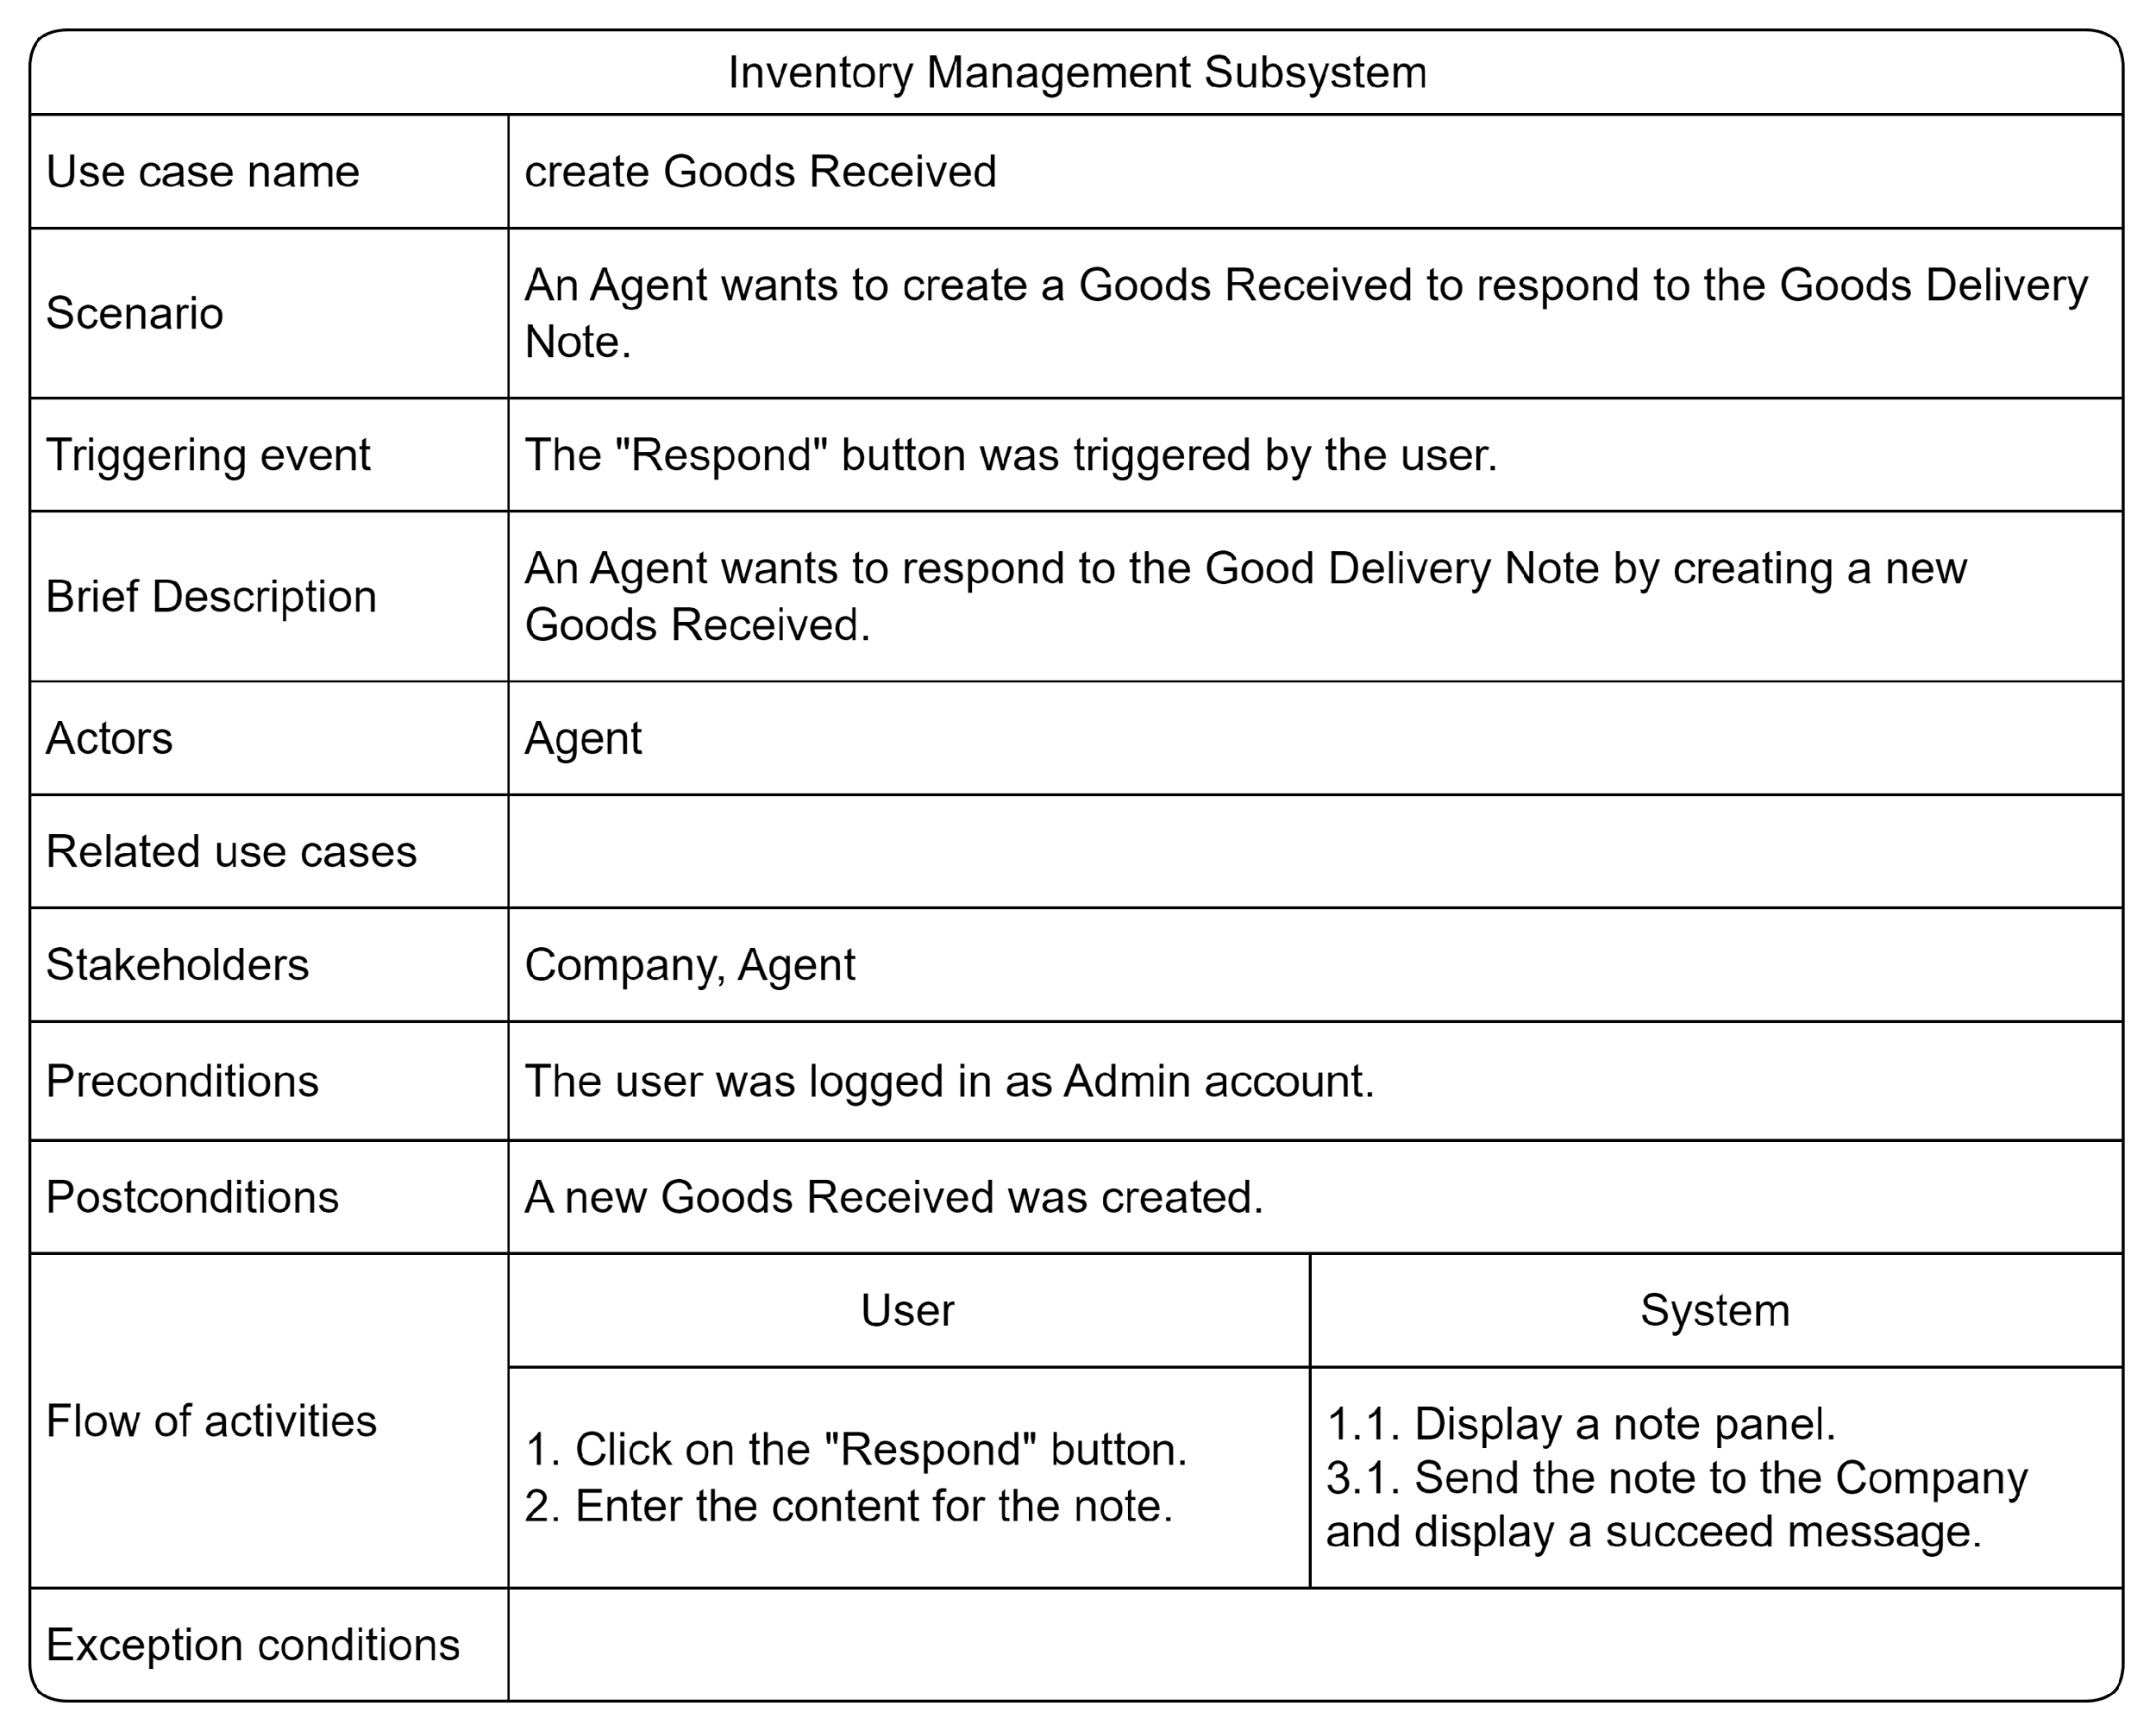 Inventory Management Subsystem
Use case name
create Goods Received
Scenario
An Agent wants to create a Goods Received to respond to the Goods Delivery
Note.
Triggering event
The "Respond" button was triggered by the user.
Brief Description
An Agent wants to respond to the Good Delivery Note by creating a new
Goods Received.
Actors
Agent
Related use cases
Stakeholders
Company, Agent
Preconditions
The user was logged in as Admin account.
Postconditions
A new Goods Received was created.
Flow of activities
User
System
1. Click on the "Respond" button.
2. Enter the content for the note.
1.1. Display a note panel.
3.1. Send the note to the Company
and display a succeed message.
Exception conditions